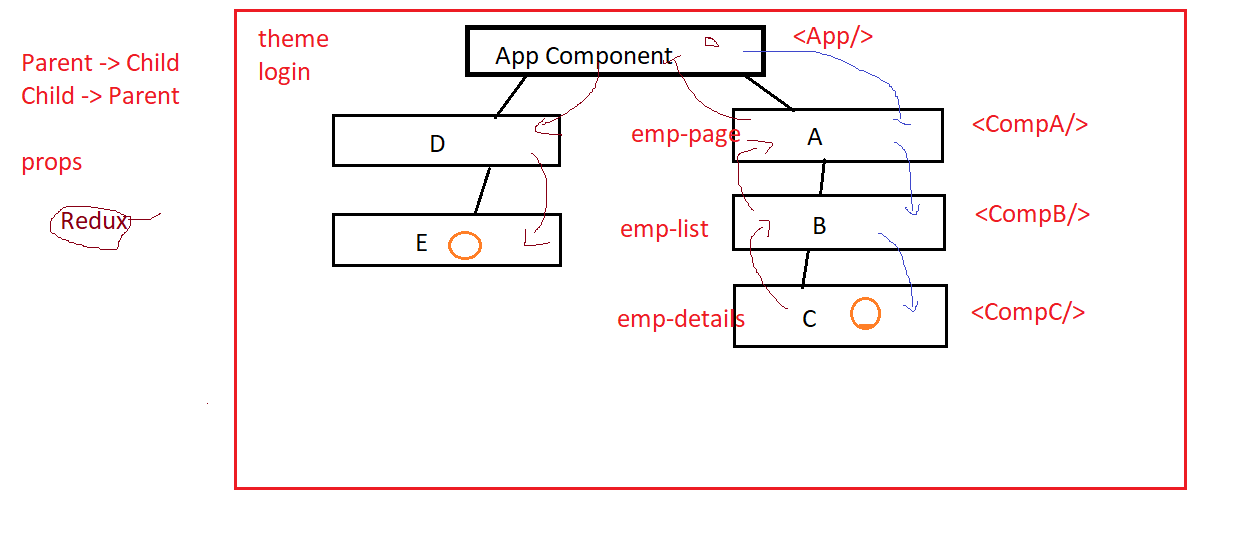 theme
login
App Component
<App/>
Parent -> Child
Child -> Parent
props
Redux
D
emp-page
A
<CompA/>
E
emp-list
B
<CompB/>
emp-details
C
<CompC/>